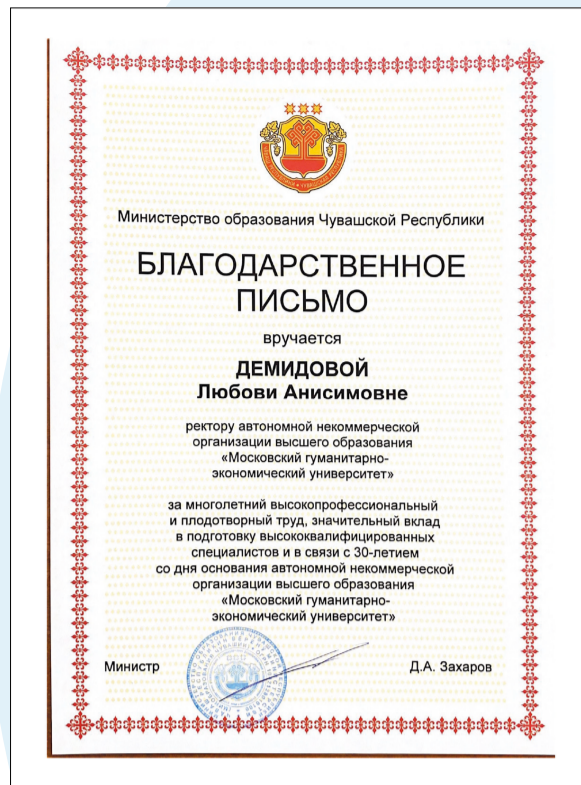 Министерство образования Чувашской Республики
БЛАГОДАРСТВЕННОЕ
ПИСЬМО
вручается
ДЕМИДОВОЙ
Любови Анисимовне
ректору автономной некоммерческой
организации высшего образования
«Московский гуманитарно-
экономический университет»
за многолетний высокопрофессиональный
и плодотворный труд, значительный вклад
в подготовку высококвалифицированных
специалистов и в связи с 30-летием
со дня основания автономной некоммерческой
организации высшего образования
«Московский гуманитарно-
экономический университет»
Министр
Д.А. Захаров